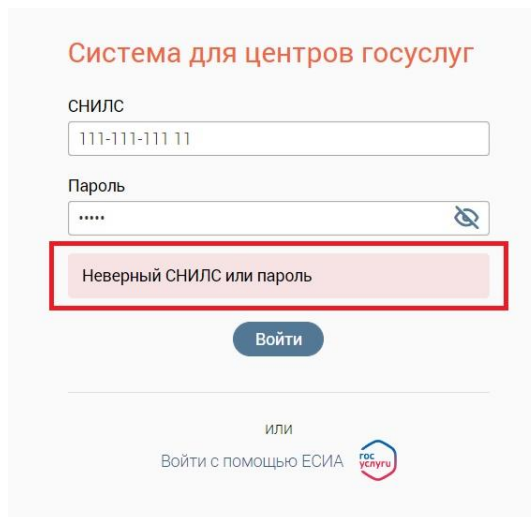 Система для центров госуслуг
СНИЛС
111-111-111 11
Пароль
•••••
Неверный СНИЛС или пароль
Войти
или
Войти с помощью ЕСИА
гос
услуги